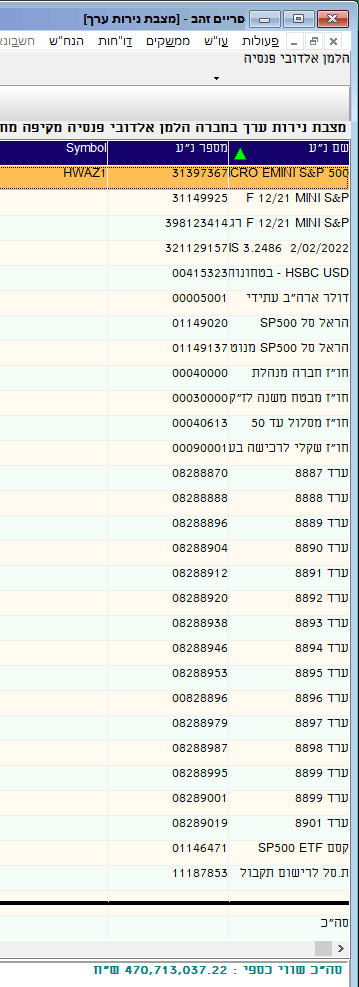 פריים זהב - [מצבת נירות ערך]
פעולות עו"ש ממשקים דו"חות הנח"ש
הלמן אלדובי פנסיה
מצבת נירות ערך בחברה הלמן אלדובי פנסיה מקיפה
שם נ"ע מספר נ"ע Symbol
CRO EMINI S&P 500 31397367 HWAZ1
F 12/21 MINI S&P 31149925
F 12/21 MINI S&P רג 398123414
IS 3.2486 2/02/2022 321129157
HSBC USD - בטחונות 00415323
דולר ארה"ב עתידי 00005001
הראל סל SP500 01149020
הראל סל SP500 מנוט 01149137
חו"ז חברה מנהלת 00040000
חו"ז מבטח משנה לז"ק 00030000
חו"ז מסלול עד 50 00040613
חו"ז שקלי לרכישה בע 00090001
ערד 8887 08288870
ערד 8888 08288888
ערד 8889 08288896
ערד 8890 08288904
ערד 8891 08288912
ערד 8892 08288920
ערד 8893 08288938
ערד 8894 08288946
ערד 8895 08288953
ערד 8896 00828896
ערד 8897 08288979
ערד 8898 08288987
ערד 8899 08288995
ערד 8899 08289001
ערד 8901 08289019
קסם SP500 ETF 01146471
ת.סל לרישום תקבול 11187853
סה"כ
סה"כ שווי כספי : 470,713,037.22 ש"ח